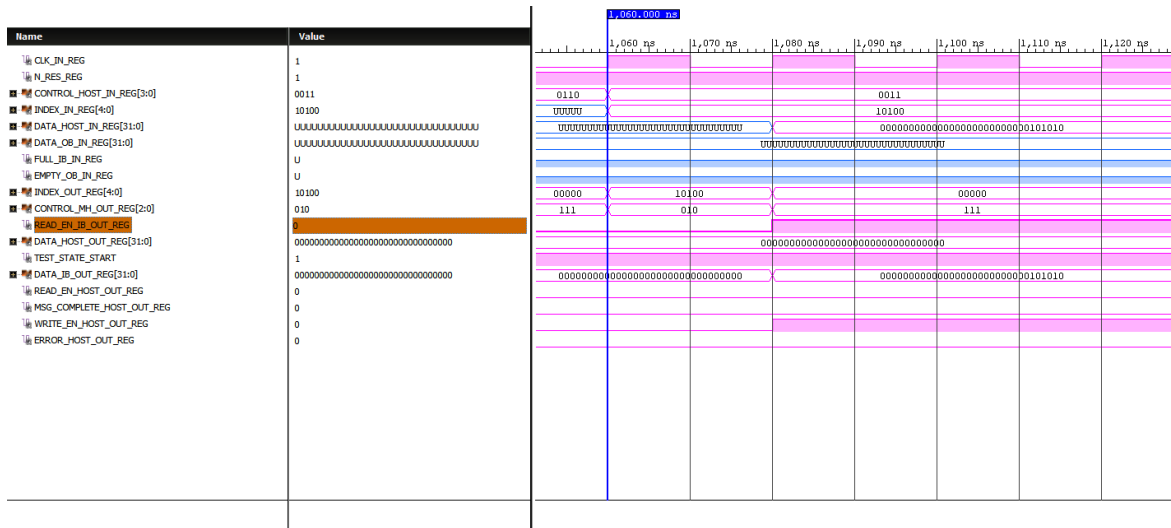 1,060.000 ns
Name Value
1,060 ns 1,070 ns 1,080 ns 1,090 ns 1,100 ns 1,110 ns 1,120 ns
CLK_IN_REG 1
N_RES_REG 1
CONTROL_HOST_IN_REG[3:0] 0011 0110 0011
INDEX_IN_REG[4:0] 10100 UUUUU 10100
DATA_HOST_IN_REG[31:0] UUUUUUUUUUUUUUUUUUUUUUUUUUUUUUUU UUUUUUUUUUUUUUUUUUUUUUUUUUUUUUUU 00000000000000000000000000101010
DATA_OB_IN_REG[31:0] UUUUUUUUUUUUUUUUUUUUUUUUUUUUUUUU UUUUUUUUUUUUUUUUUUUUUUUUUUUUUUUU
FULL_IB_IN_REG U
EMPTY_OB_IN_REG U
INDEX_OUT_REG[4:0] 10100 00000 10100 00000
CONTROL_MH_OUT_REG[2:0] 010 111 010 111
READ_EN_IB_OUT_REG 0
DATA_HOST_OUT_REG[31:0] 00000000000000000000000000000000 00000000000000000000000000000000
TEST_STATE_START 1
DATA_IB_OUT_REG[31:0] 00000000000000000000000000000000 00000000000000000000000000000000 00000000000000000000000000101010
READ_EN_HOST_OUT_REG 0
MSG_COMPLETE_HOST_OUT_REG 0
WRITE_EN_HOST_OUT_REG 0
ERROR_HOST_OUT_REG 0